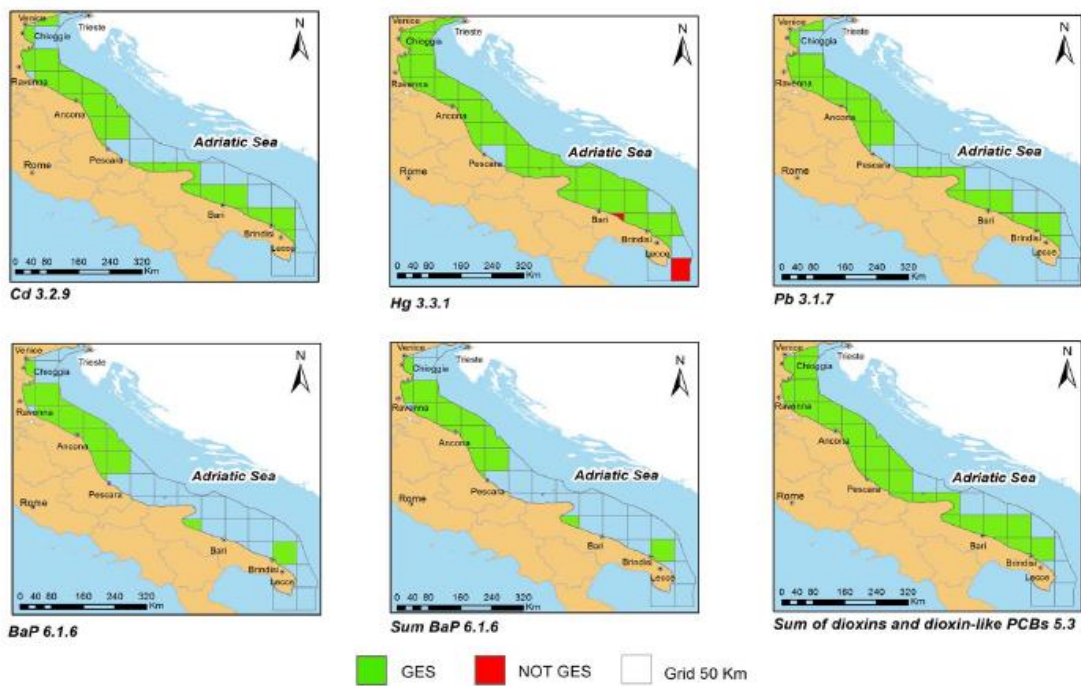 Venice
Trieste
Chioggia
Ravenna
Ancona
Adriatic Sea
Pescara
Rome
Bari
Brindisi
Lecce
N
0 40 80 160 240 320
Km
Cd 3.2.9
Venice
Trieste
Chioggia
Ravenna
Ancona
Adriatic Sea
Pescara
Rome
Bari
Brindisi
Lecce
N
0 40 80 160 240 320
Km
Hg 3.3.1
Venice
Trieste
Chioggia
Ravenna
Ancona
Adriatic Sea
Pescara
Rome
Bari
Brindisi
Lecce
N
0 40 80 160 240 320
Km
Pb 3.1.7
Venice
Trieste
Chioggia
Ravenna
Ancona
Adriatic Sea
Pescara
Rome
Bari
Brindisi
Lecce
N
0 40 80 160 240 320
Km
BaP 6.1.6
Venice
Trieste
Chioggia
Ravenna
Ancona
Adriatic Sea
Pescara
Rome
Bari
Brindisi
Lecce
N
0 40 80 160 240 320
Km
Sum BaP 6.1.6
Venice
Trieste
Chioggia
Ravenna
Ancona
Adriatic Sea
Pescara
Rome
Bari
Brindisi
Lecce
N
0 40 80 160 240 320
Km
Sum of dioxins and dioxin-like PCBs 5.3
GES
NOT GES
Grid 50 Km